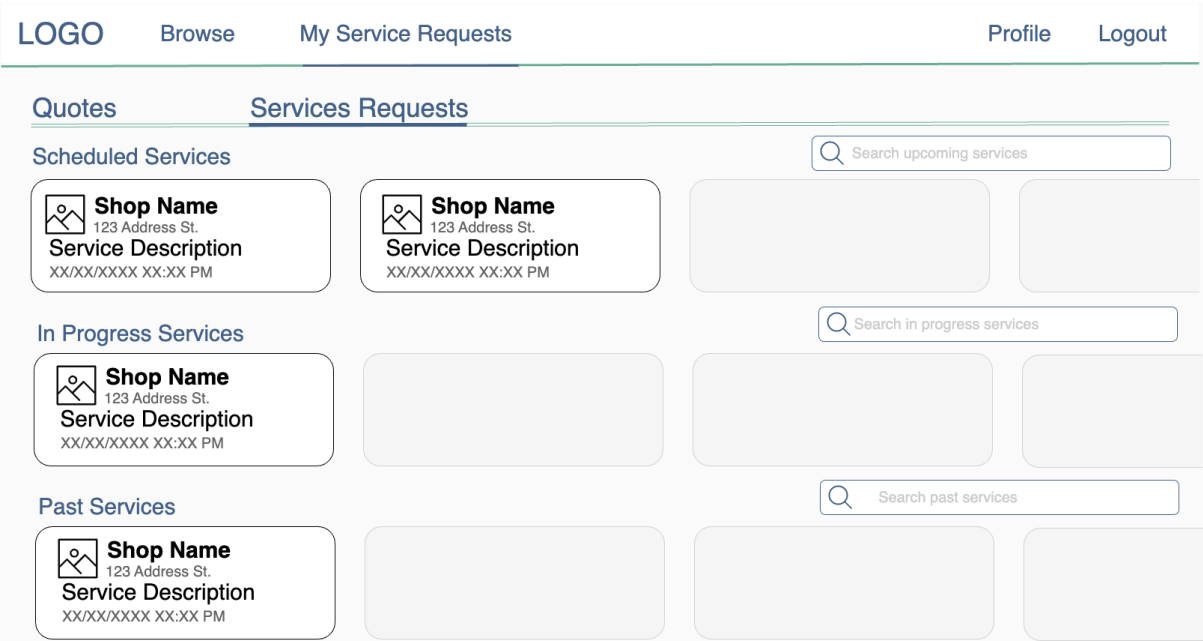 LOGO Browse My Service Requests Profile Logout
Quotes Services Requests
Scheduled Services Search upcoming services
Shop Name
123 Address St.
Service Description
XX/XX/XXXX XX:XX PM
Shop Name
123 Address St.
Service Description
XX/XX/XXXX XX:XX PM
In Progress Services Search in progress services
Shop Name
123 Address St.
Service Description
XX/XX/XXXX XX:XX PM
Past Services Search past services
Shop Name
123 Address St.
Service Description
XX/XX/XXXX XX:XX PM